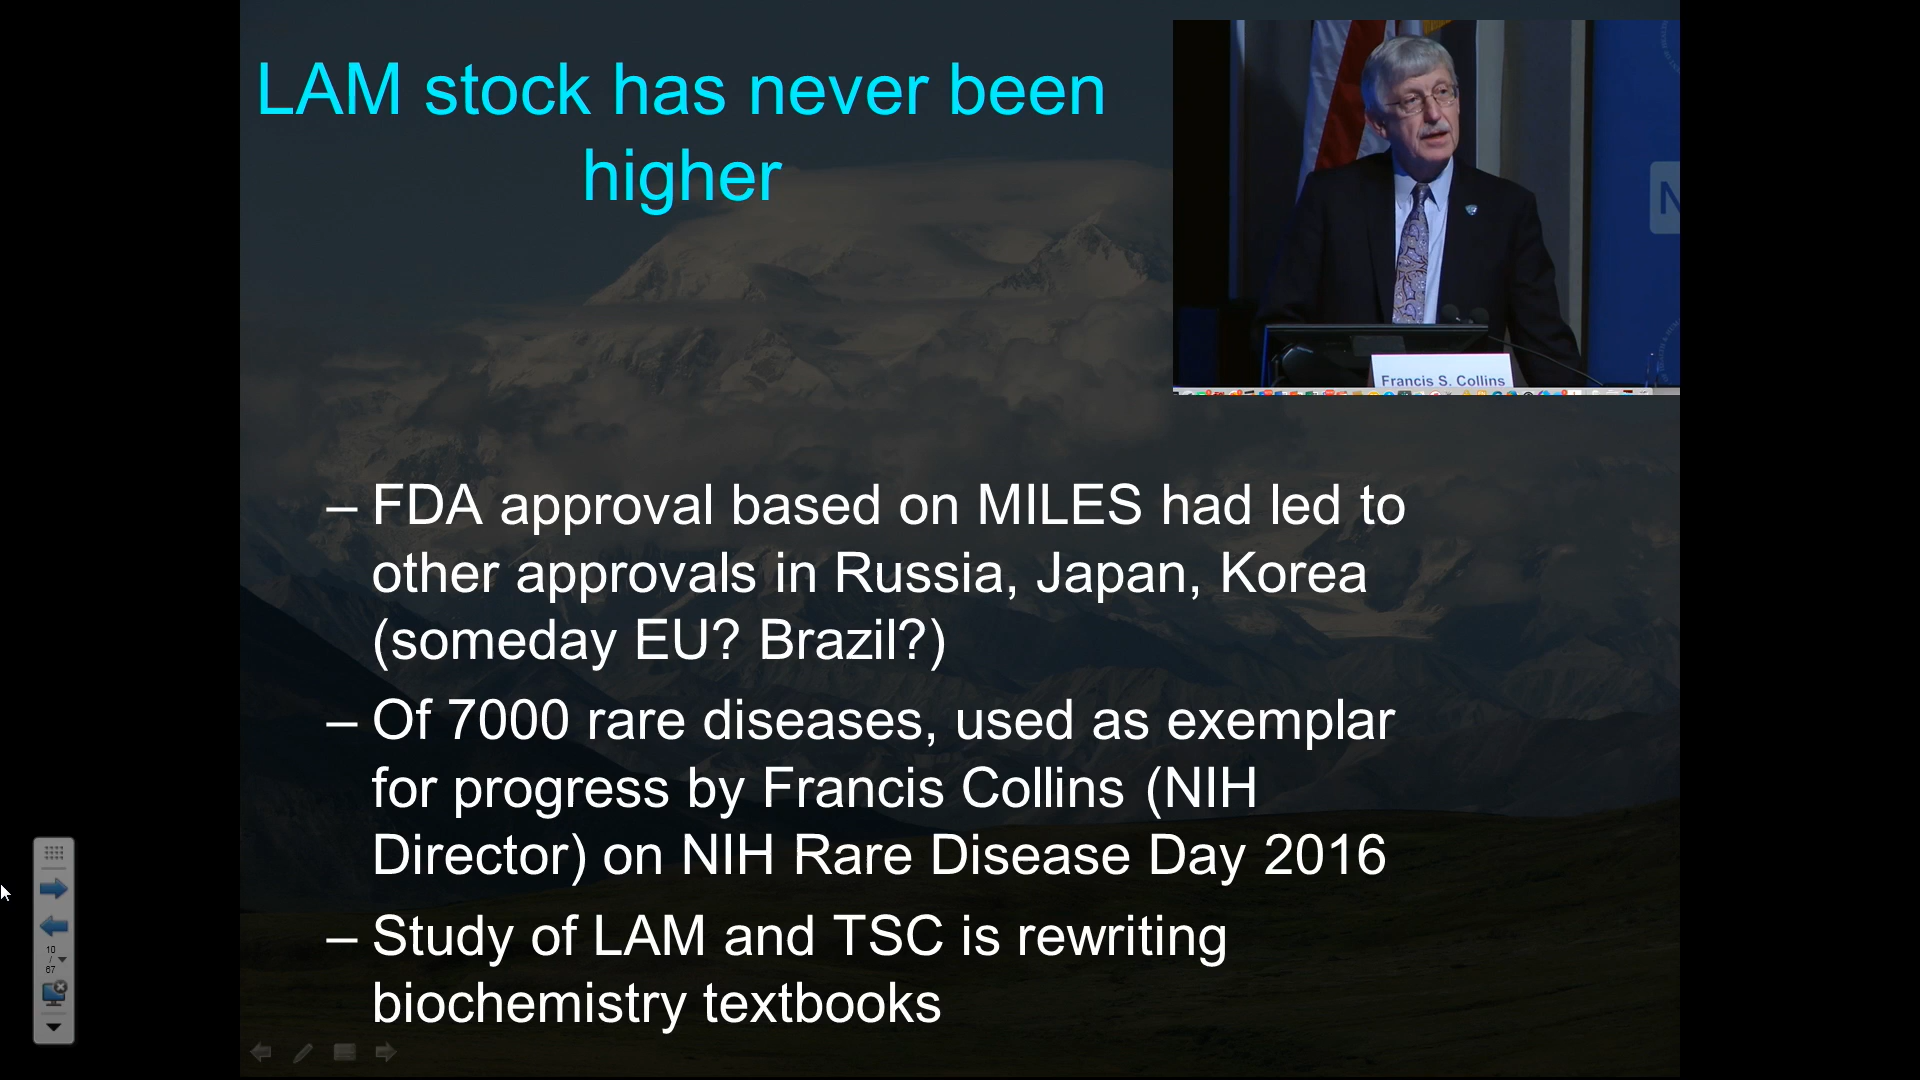 LAM stock has never been
higher
Francis S. Collins
– FDA approval based on MILES had led to
other approvals in Russia, Japan, Korea
(someday EU? Brazil?)
– Of 7000 rare diseases, used as exemplar
for progress by Francis Collins (NIH
Director) on NIH Rare Disease Day 2016
– Study of LAM and TSC is rewriting
biochemistry textbooks
10
/
67